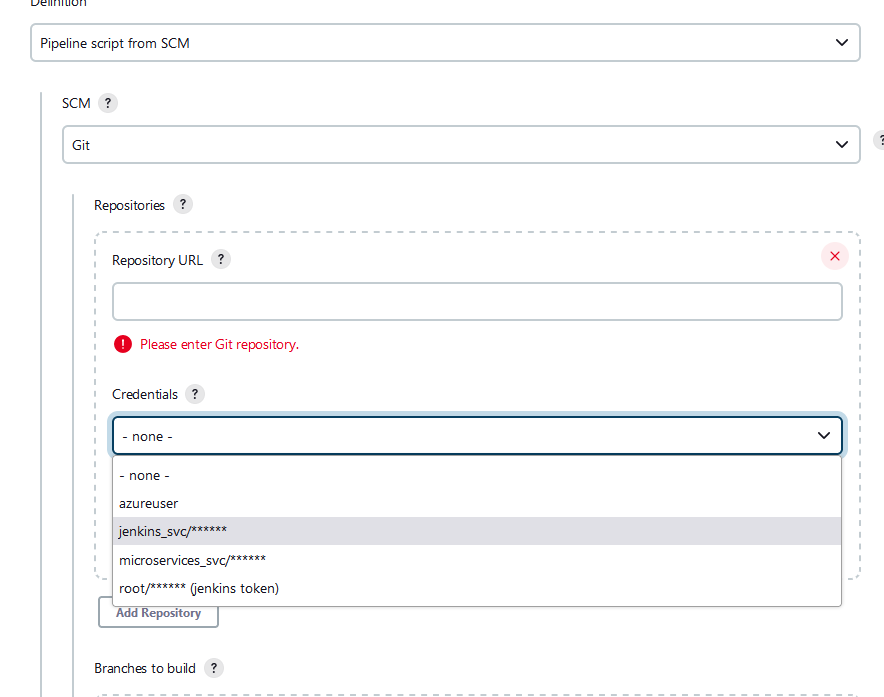 Definition
Pipeline script from SCM
SCM ?
Git
?
Repositories ?
Repository URL ?
Please enter Git repository.
Credentials ?
- none -
- none -
azureuser
jenkins_svc/******
microservices_svc/******
root/****** (jenkins token)
Add Repository
Branches to build ?